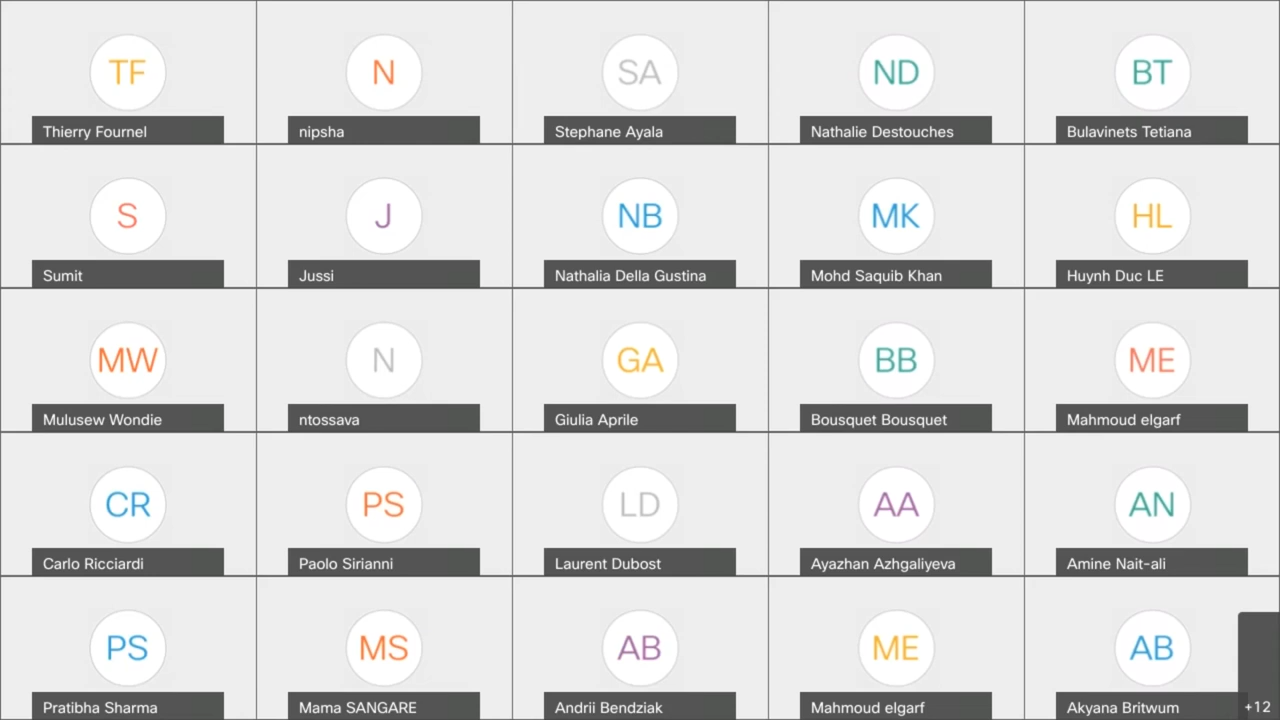 TF
Thierry Fournel
N
nipsha
SA
Stephane Ayala
ND
Nathalie Destouches
BT
Bulavinets Tetiana
S
Sumit
J
Jussi
NB
Nathalia Della Gustina
MK
Mohd Saquib Khan
HL
Huynh Duc LE
MW
Mulusew Wondie
N
ntossava
GA
Giulia Aprile
BB
Bousquet Bousquet
ME
Mahmoud elgarf
CR
Carlo Ricciardi
PS
Paolo Sirianni
LD
Laurent Dubost
AA
Ayazhan Azhgaliyeva
AN
Amine Nait-ali
PS
Pratibha Sharma
MS
Mama SANGARE
AB
Andrii Bendziak
ME
Mahmoud elgarf
AB
Akyana Britwum
+12